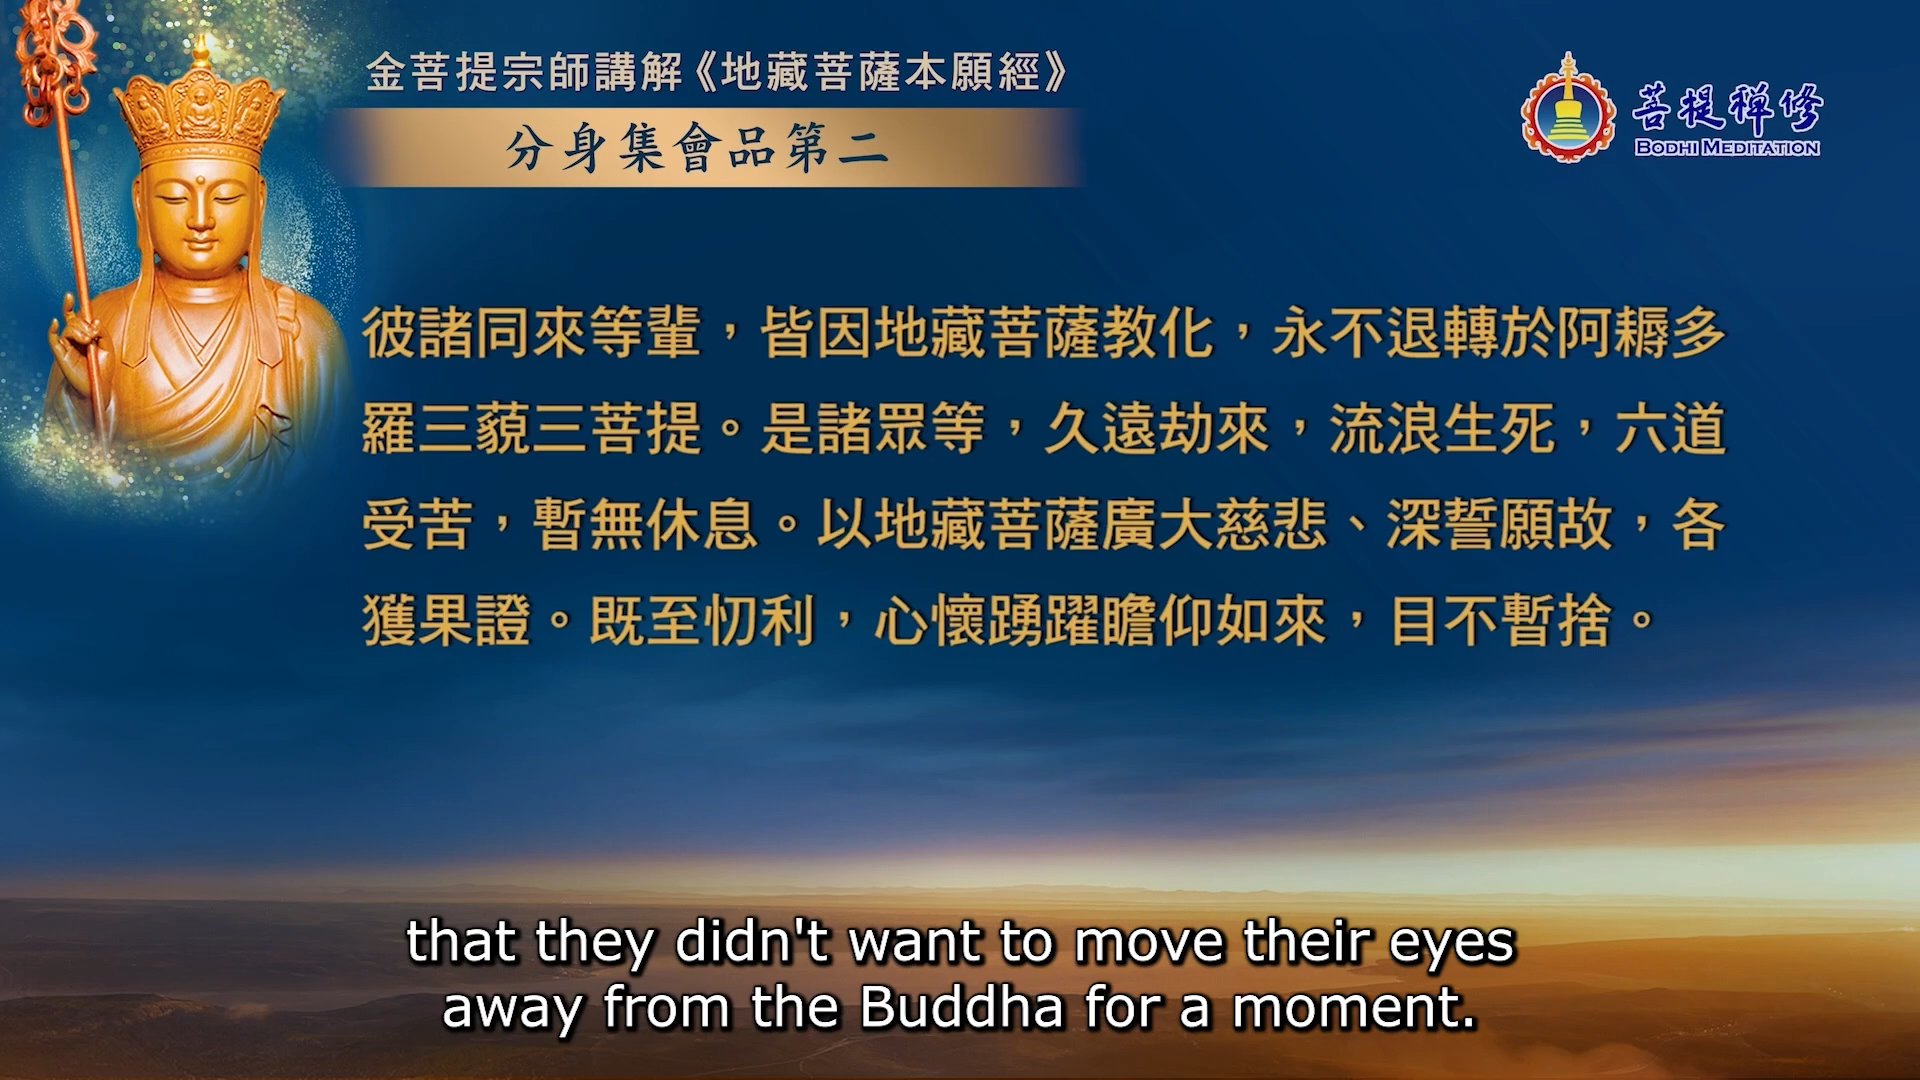 金菩提宗師講解《地藏菩薩本願經》
分身集會品第二
菩提禪修
BODHI MEDITATION
彼諸同來等輩，皆因地藏菩薩教化，永不退轉於阿耨多
羅三藐三菩提。是諸眾等，久遠劫來，流浪生死，六道
受苦，暫無休息。以地藏菩薩廣大慈悲、深誓願故，各
獲果證。既至忉利，心懷踴躍瞻仰如來，目不暫捨。
that they didn't want to move their eyes
away from the Buddha for a moment.